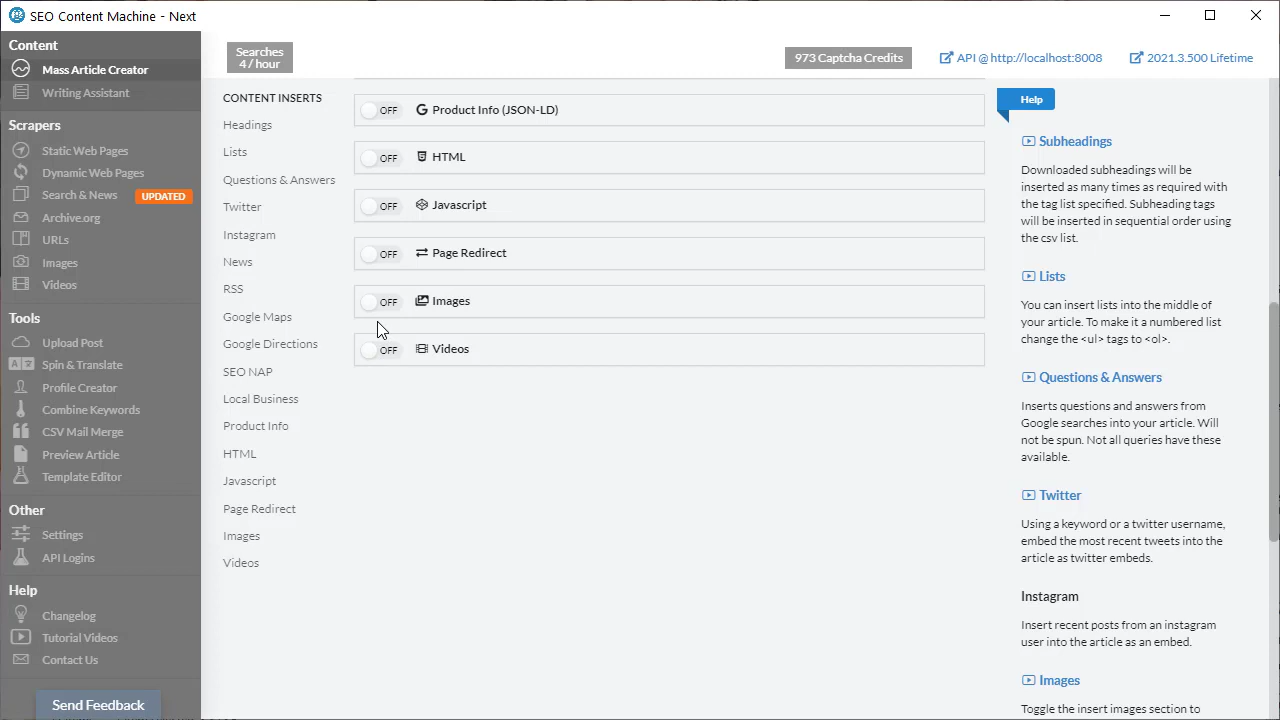 SEO Content Machine - Next
Content
Mass Article Creator
Writing Assistant
Scrapers
Static Web Pages
Dynamic Web Pages
Search & News
UPDATED
Archive.org
URLs
Images
Videos
Tools
Upload Post
Spin & Translate
Profile Creator
Combine Keywords
CSV Mail Merge
Preview Article
Template Editor
Other
Settings
API Logins
Help
Changelog
Tutorial Videos
Contact Us
Send Feedback
Searches
4 / hour
973 Captcha Credits
API @ http://localhost:8008
2021.3.500 Lifetime
CONTENT INSERTS
Headings
Lists
Questions & Answers
Twitter
Instagram
News
RSS
Google Maps
Google Directions
SEO NAP
Local Business
Product Info
HTML
Javascript
Page Redirect
Images
Videos
OFF Product Info (JSON-LD)
OFF HTML
OFF Javascript
OFF Page Redirect
OFF Images
OFF Videos
Help
Subheadings
Downloaded subheadings will be
inserted as many times as required with
the tag list specified. Subheading tags
will be inserted in sequential order using
the csv list.
Lists
You can insert lists into the middle of
your article. To make it a numbered list
change the <ul> tags to <ol>.
Questions & Answers
Inserts questions and answers from
Google searches into your article. Will
not be spun. Not all queries have these
available.
Twitter
Using a keyword or a twitter username,
embed the most recent tweets into the
article as twitter embeds.
Instagram
Insert recent posts from an instagram
user into the article as an embed.
Images
Toggle the insert images section to